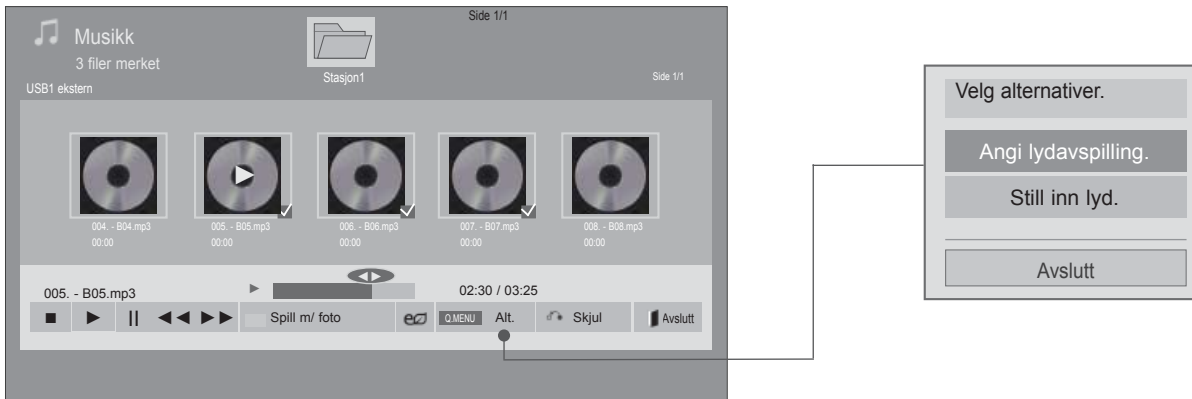 Side 1/1
Musikk
3 filer merket
Stasjon1
Side 1/1
USB1 ekstern
004. - B04.mp3
00:00
005. - B05.mp3
00:00
006. - B06.mp3
00:00
007. - B07.mp3
00:00
008. - B08.mp3
00:00
005. - B05.mp3
02:30 / 03:25
Spill m/ foto
Q.MENU Alt.
Skjul
Avslutt
Velg alternativer.
Angi lydavspilling.
Still inn lyd.
Avslutt